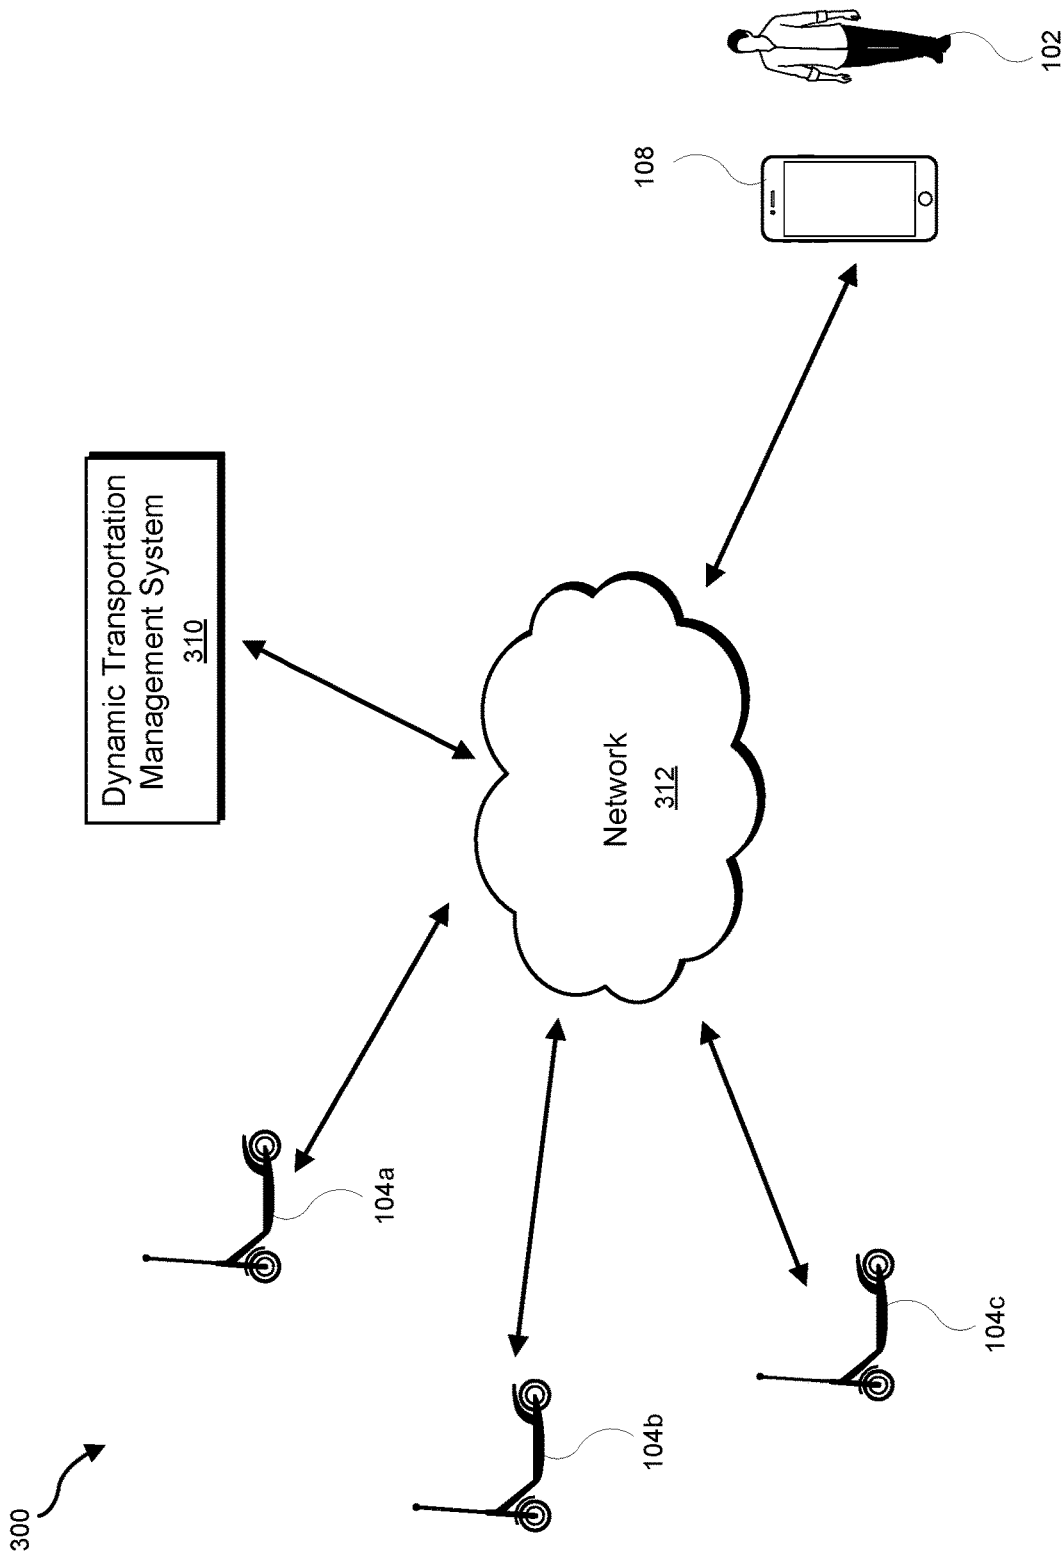 300
104a
104b
104c
Dynamic Transportation
Management System
310
Network
312
108
102